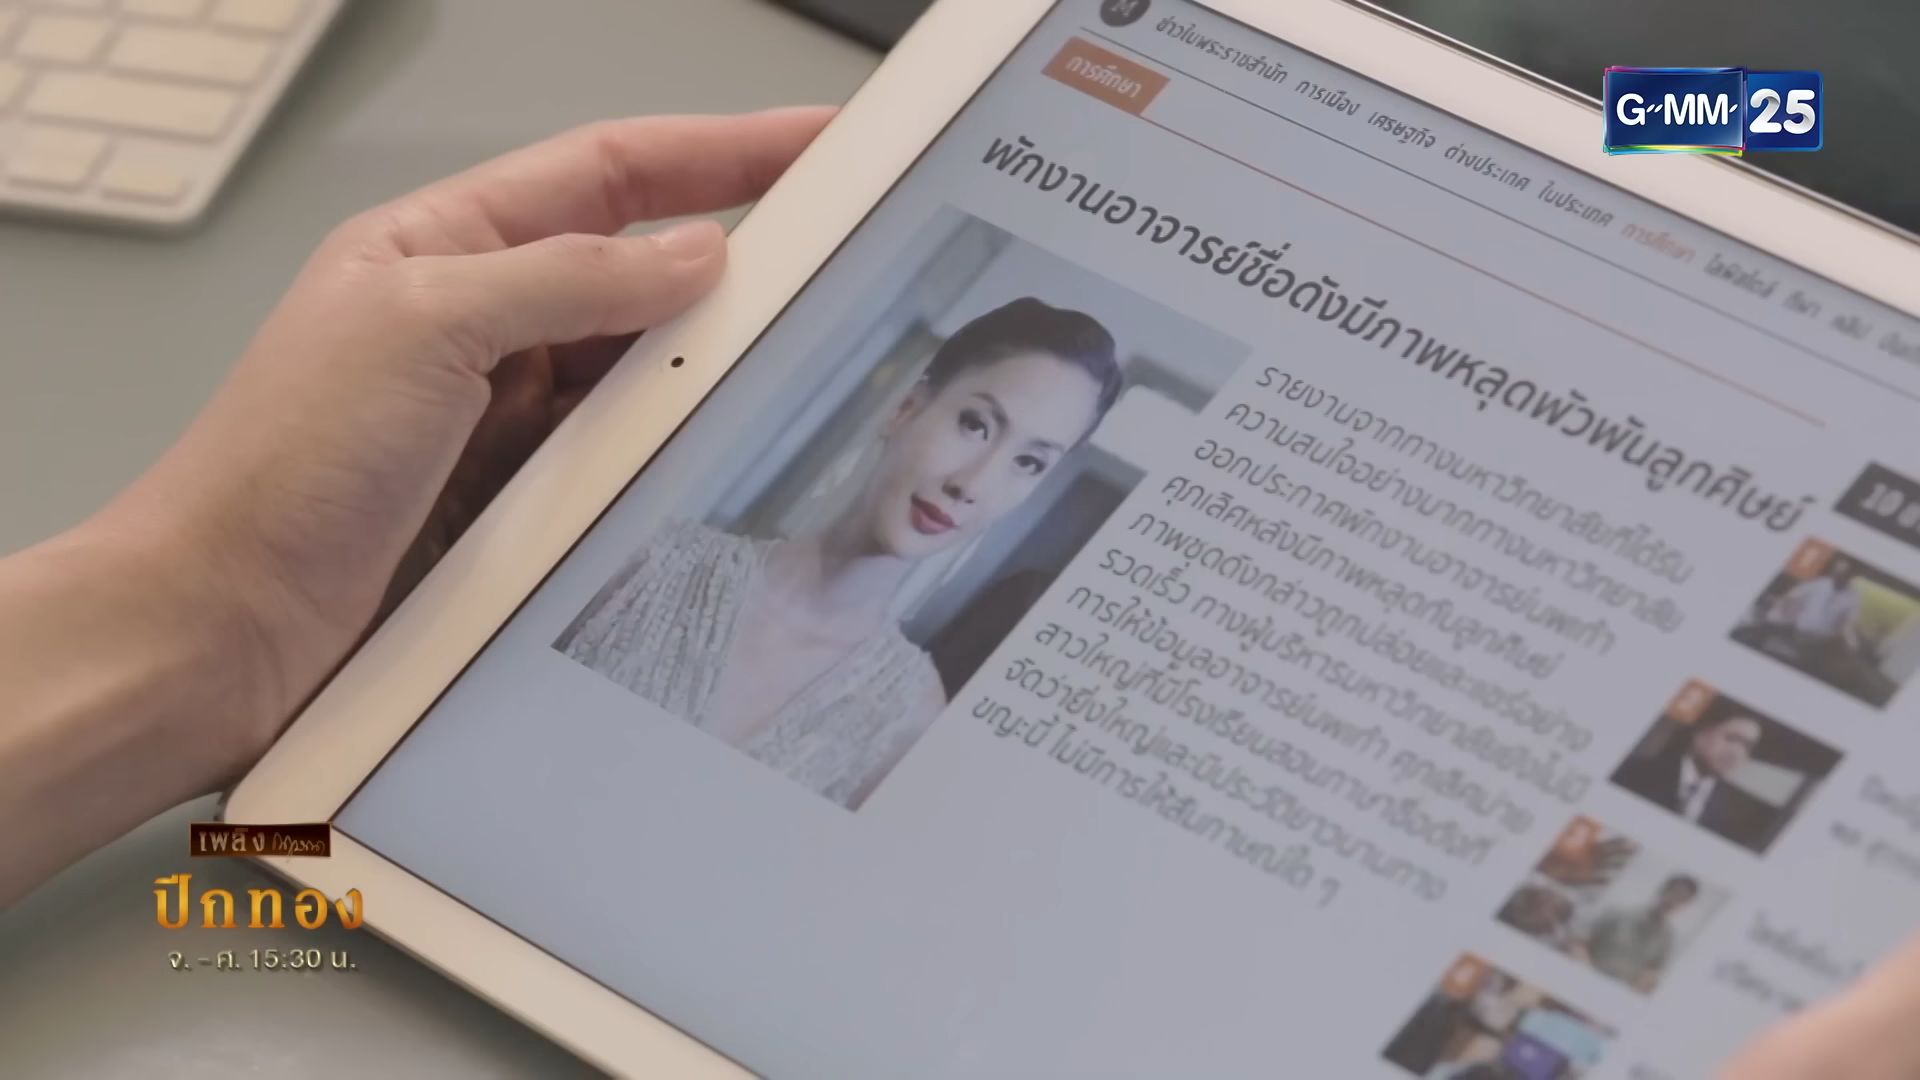 G-MM 25
ข่าวในพระราชสำนัก การเมือง เศรษฐกิจ ต่างประเทศ ในประเทศ การศึกษา ไลฟ์สไตล์ กีฬา คลิป
การศึกษา
พักงานอาจารย์ชื่อดังมีภาพหลุดพัวพันลูกศิษย์
รายงานจากทางมหาวิทยาลัยที่ได้รับ
ความสนใจอย่างมากทางมหาวิทยาลัย
ออกประกาศพักงานอาจารย์นพเก้า
ศุภเลิศหลังมีภาพหลุดกับลูกศิษย์
ภาพชุดดังกล่าวถูกปล่อยและแชร์อย่าง
รวดเร็ว ทางผู้บริหารมหาวิทยาลัยยังไม่มี
การให้ข้อมูลอาจารย์นพเก้า ศุภเลิศนาย
สาวใหญ่ที่มีโรงเรียนสอนภาษาชื่อดังที่
จัดว่ายิ่งใหญ่และมีประวัติยาวนานทาง
ขณะนี้ ไม่มีการให้สัมภาษณ์ใด ๆ
10
1
2
3
4
เพลิง
ปีกทอง
จ. - ศ. 15:30 น.